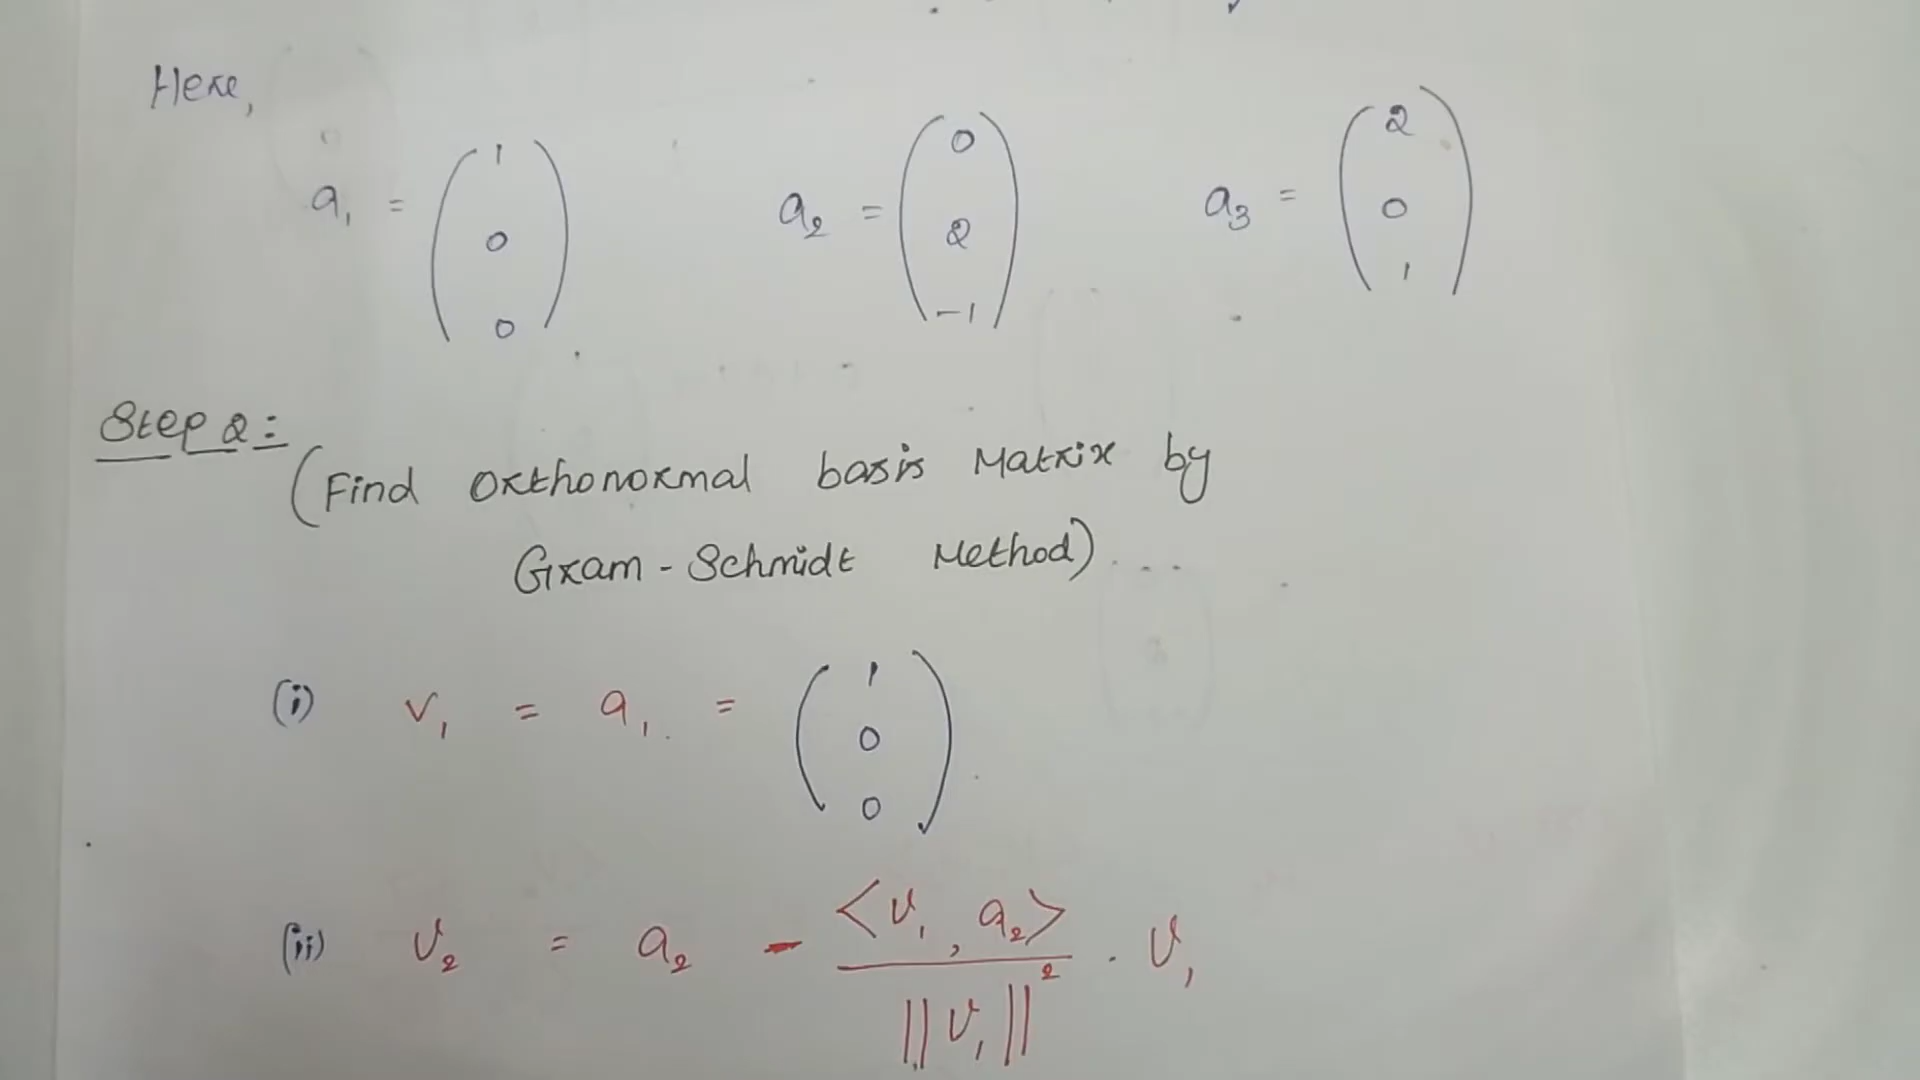 Here,
a₁ = (1 0 0) a₂ = (0 2 -1) a₃ = (2 0 1)
Step 2:
(Find Orthonormal basis Matrix by
Gram-Schmidt Method)
(i) v₁ = a₁ = (1 0 0)
(ii) v₂ = a₂ - <v₁, a₂> / ||v₁||² . v₁